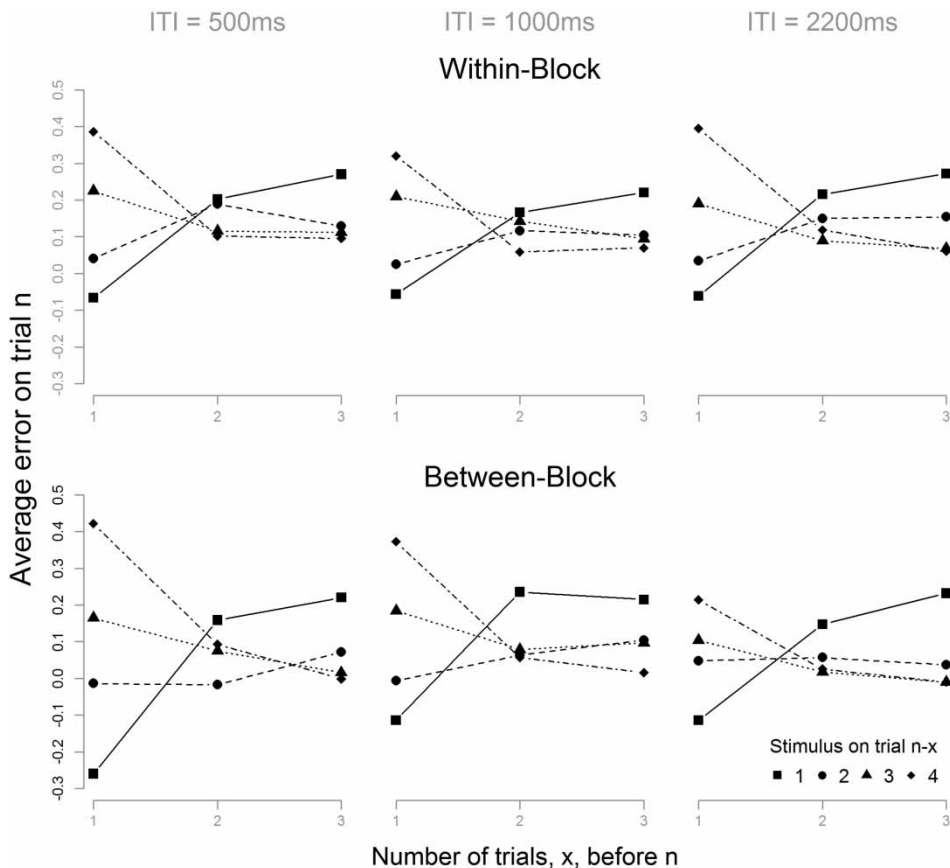 ITI = 500ms ITI = 1000ms ITI = 2200ms
Within-Block
0.5
0.4
0.3
0.2
0.1
0.0
-0.1
-0.2
-0.3
1 2 3 1 2 3 1 2 3
Average error on trial n
Between-Block
0.5
0.4
0.3
0.2
0.1
0.0
-0.1
-0.2
-0.3
Stimulus on trial n-x
1 2 3 4
1 2 3 1 2 3 1 2 3
Number of trials, x, before n